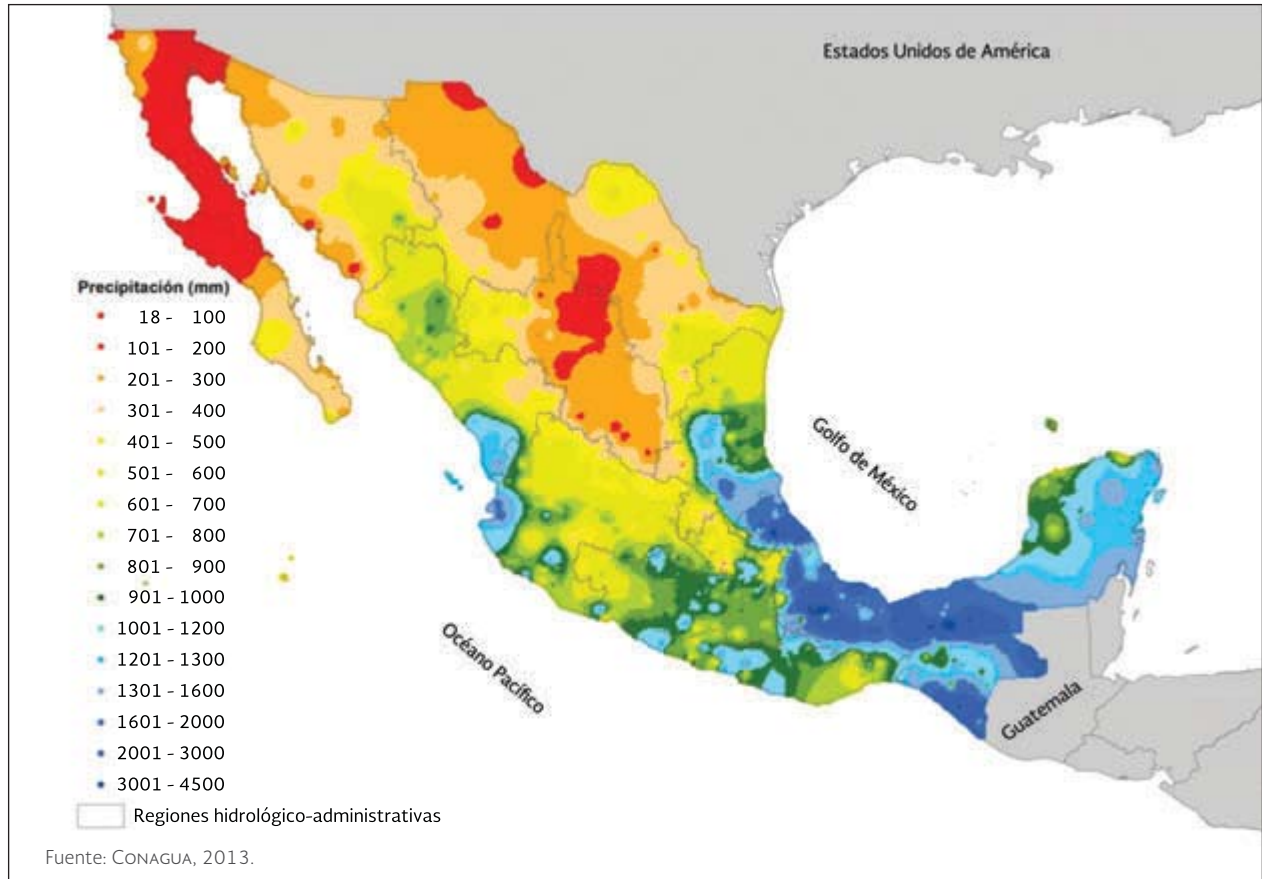 Estados Unidos de América
Precipitación (mm)
18 - 100
101 - 200
201 - 300
301 - 400
401 - 500
501 - 600
601 - 700
701 - 800
801 - 900
901 - 1000
1001 - 1200
1201 - 1300
1301 - 1600
1601 - 2000
2001 - 3000
3001 - 4500
Regiones hidrológico-administrativas
Golfo de México
Océano Pacífico
Guatemala
Fuente: CONAGUA, 2013.